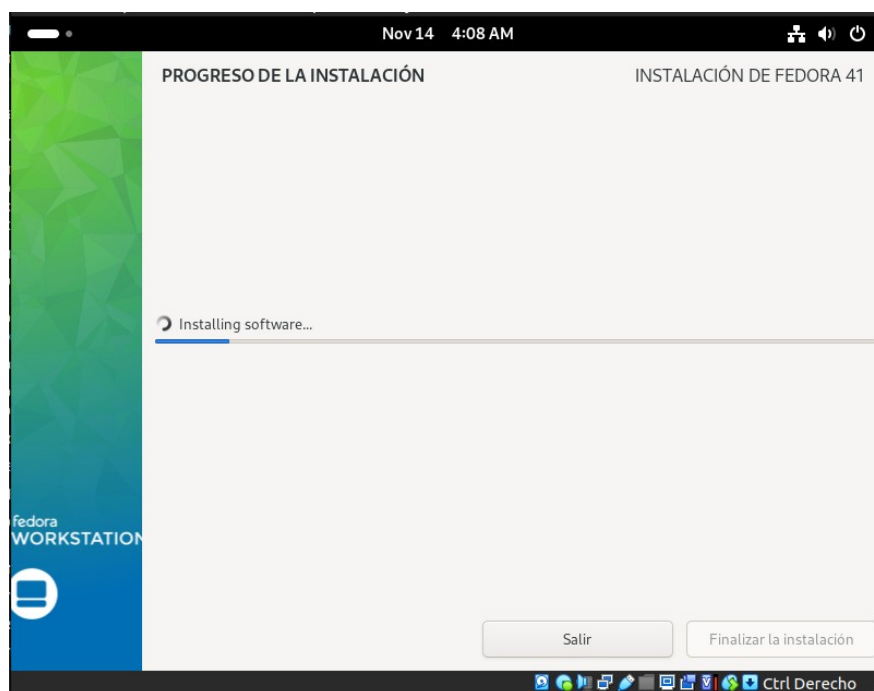 Nov 14 4:08 AM
PROGRESO DE LA INSTALACIÓN
INSTALACIÓN DE FEDORA 41
Installing software...
fedora
WORKSTATION
Salir
Finalizar la instalación
Ctrl Derecho